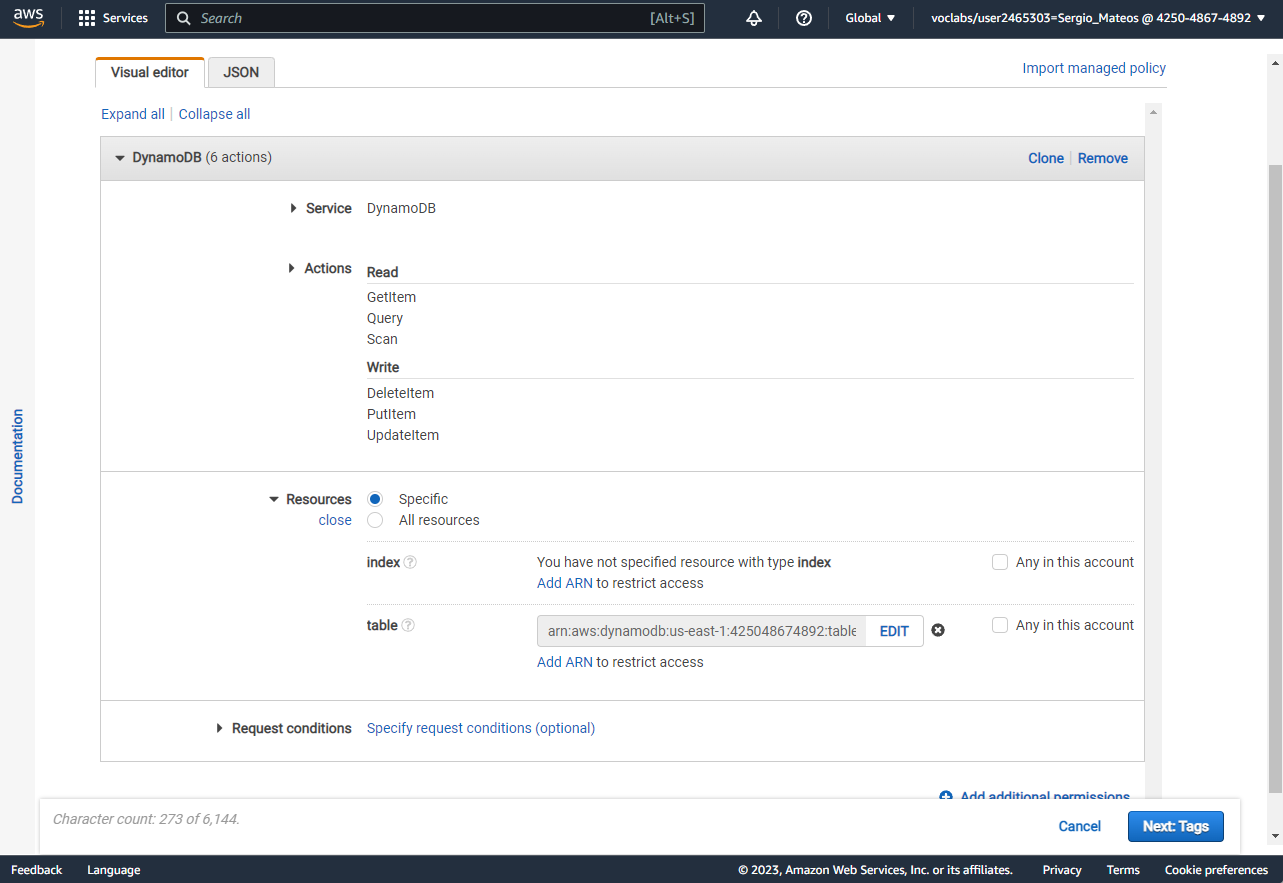 aws Services Search [Alt+S] Global voclabs/user2465303=Sergio_Mateos @ 4250-4867-4892
Visual editor JSON Import managed policy
Expand all | Collapse all
DynamoDB (6 actions) Clone | Remove
Service DynamoDB
Actions Read
GetItem
Query
Scan
Write
DeleteItem
PutItem
UpdateItem
Documentation
Resources Specific
close All resources
index You have not specified resource with type index Any in this account
Add ARN to restrict access
table arn:aws:dynamodb:us-east-1:425048674892:table EDIT Any in this account
Add ARN to restrict access
Request conditions Specify request conditions (optional)
Add additional permissions
Character count: 273 of 6,144.
Cancel Next: Tags
Feedback Language © 2023, Amazon Web Services, Inc. or its affiliates. Privacy Terms Cookie preferences